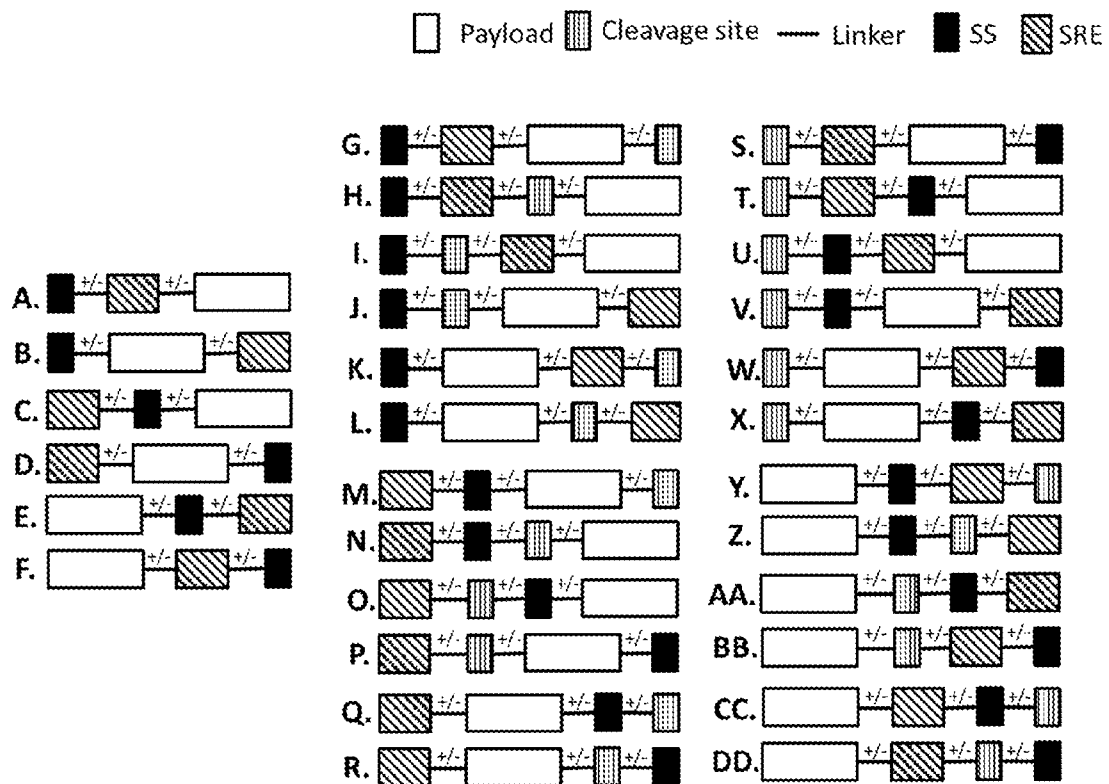 Payload Cleavage site Linker SS SRE
A. +/- +/-
B. +/- +/-
C. +/- +/-
D. +/- +/-
E. +/- +/-
F. +/- +/-
G. +/- +/- +/-
H. +/- +/- +/-
I. +/- +/- +/-
J. +/- +/- +/-
K. +/- +/- +/-
L. +/- +/- +/-
M. +/- +/- +/-
N. +/- +/- +/-
O. +/- +/- +/-
P. +/- +/- +/-
Q. +/- +/- +/-
R. +/- +/- +/-
S. +/- +/- +/-
T. +/- +/- +/-
U. +/- +/- +/-
V. +/- +/- +/-
W. +/- +/- +/-
X. +/- +/- +/-
Y. +/- +/- +/-
Z. +/- +/- +/-
AA. +/- +/- +/-
BB. +/- +/- +/-
CC. +/- +/- +/-
DD. +/- +/- +/-